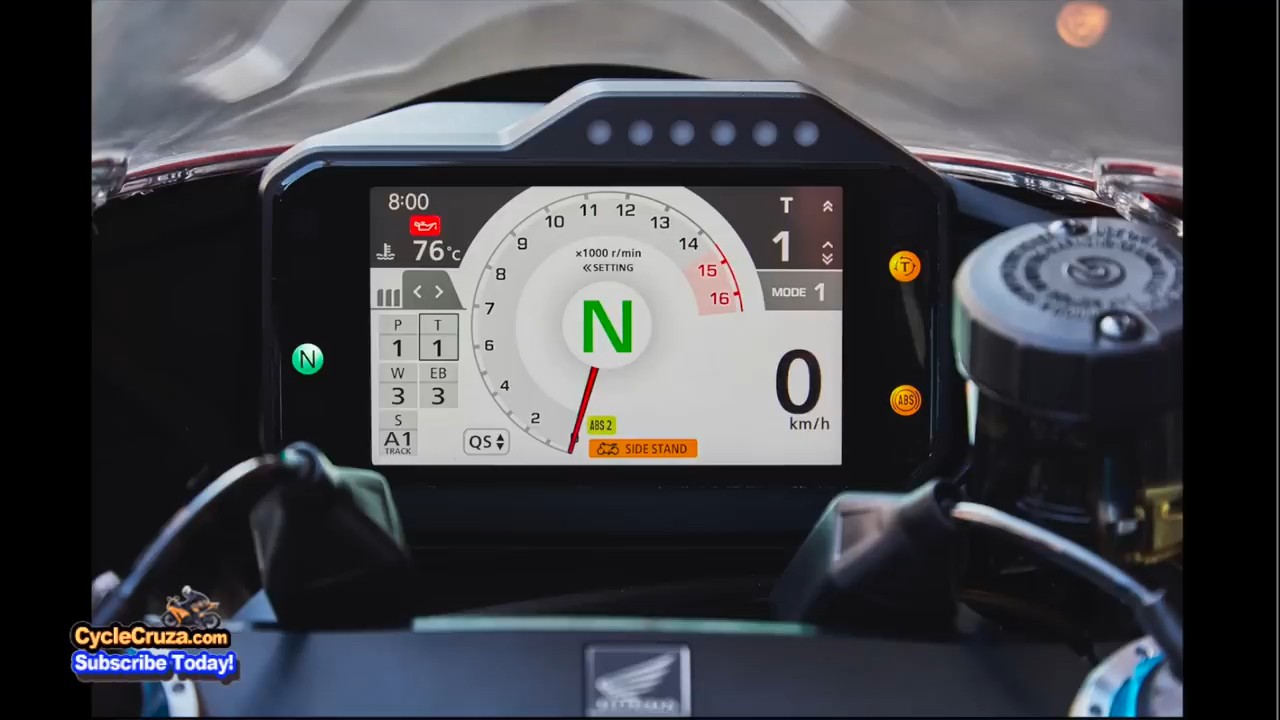 8:00
76°C
11 12
10 13
9 14
8 15
7 16
6
4
2
x1000 r/min
«SETTING
N
T
1
MODE 1
P T
1 1
W EB
3 3
S
A1
TRACK
QS
ABS 2
SIDE STAND
0
km/h
N
T
ABS
CycleCruza.com
Subscribe Today!